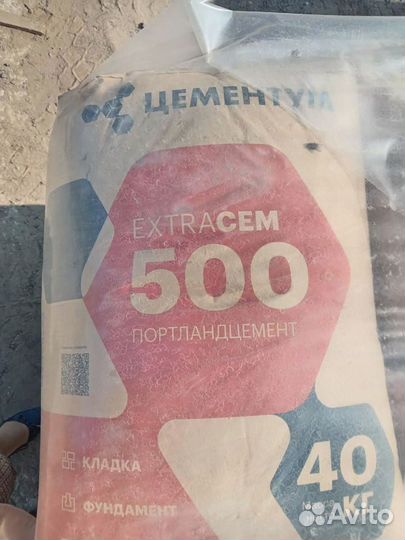 ЦЕМЕНТУМ
EXTRACEM
500
ПОРТЛАНДЦЕМЕНТ
КЛАДКА
ФУНДАМЕНТ
40
КГ
Avito